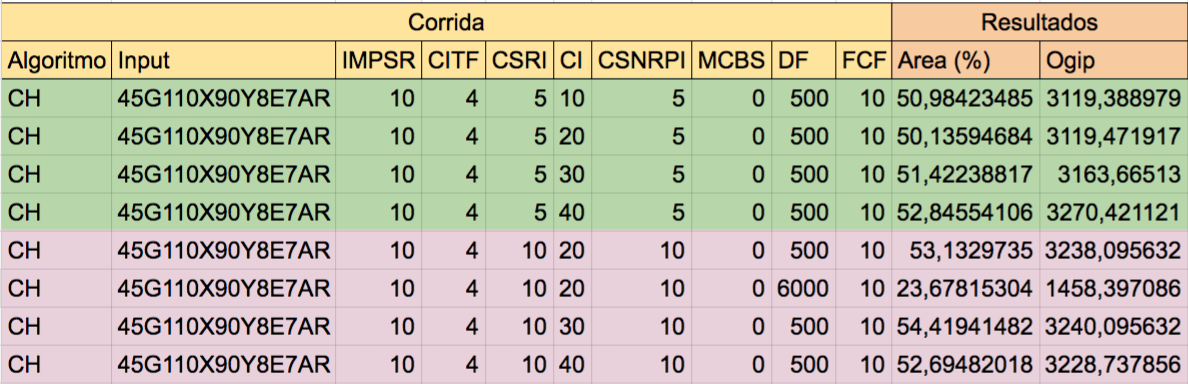 Corrida Resultados
Algoritmo Input IMPSR CITF CSRI CI CSNRPI MCBS DF FCF Area (%) Ogip
CH 45G110X90Y8E7AR 10 4 5 10 5 0 500 10 50,98423485 3119,388979
CH 45G110X90Y8E7AR 10 4 5 20 5 0 500 10 50,13594684 3119,471917
CH 45G110X90Y8E7AR 10 4 5 30 5 0 500 10 51,42238817 3163,66513
CH 45G110X90Y8E7AR 10 4 5 40 5 0 500 10 52,84554106 3270,421121
CH 45G110X90Y8E7AR 10 4 10 20 10 0 500 10 53,1329735 3238,095632
CH 45G110X90Y8E7AR 10 4 10 20 10 0 6000 10 23,67815304 1458,397086
CH 45G110X90Y8E7AR 10 4 10 30 10 0 500 10 54,41941482 3240,095632
CH 45G110X90Y8E7AR 10 4 10 40 10 0 500 10 52,69482018 3228,737856